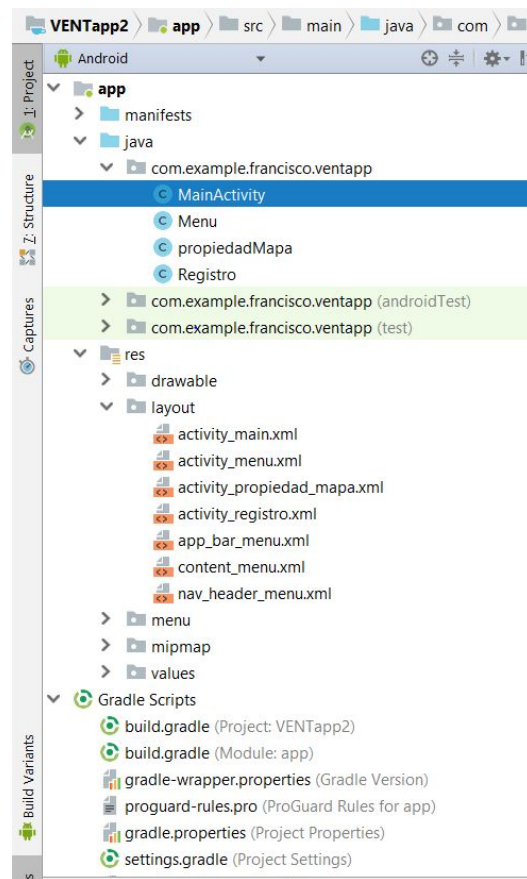 VENTapp2 app src main java com
Android
1: Project
app
manifests
java
com.example.francisco.ventapp
MainActivity
Menu
propiedadMapa
Registro
com.example.francisco.ventapp (androidTest)
com.example.francisco.ventapp (test)
res
drawable
layout
activity_main.xml
activity_menu.xml
activity_propiedad_mapa.xml
activity_registro.xml
app_bar_menu.xml
content_menu.xml
nav_header_menu.xml
menu
mipmap
values
Gradle Scripts
build.gradle (Project: VENTapp2)
build.gradle (Module: app)
gradle-wrapper.properties (Gradle Version)
proguard-rules.pro (ProGuard Rules for app)
gradle.properties (Project Properties)
settings.gradle (Project Settings)
Z: Structure
Captures
Build Variants